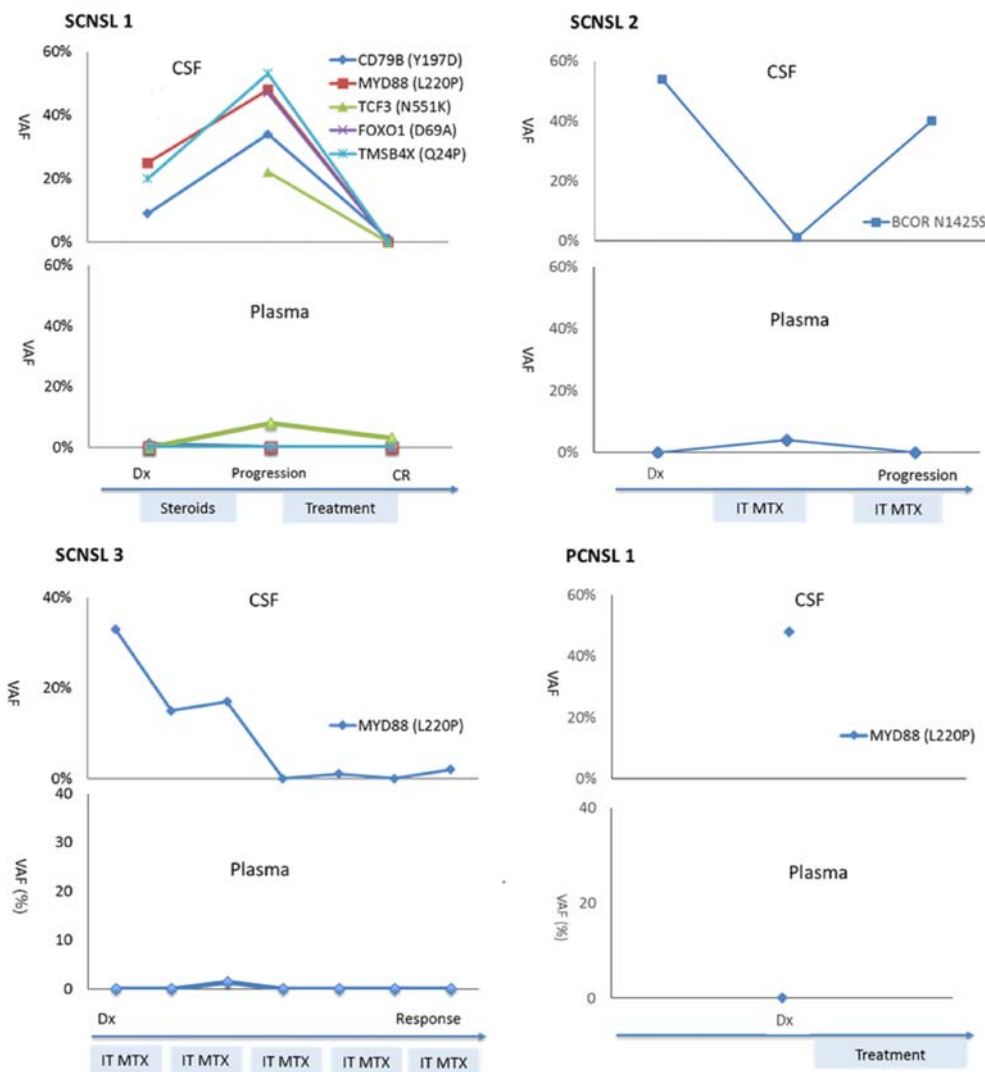 SCNSL 1
CSF
VAF
60%
40%
20%
0%
CD79B (Y197D)
MYD88 (L220P)
TCF3 (N551K)
FOXO1 (D69A)
TMSB4X (Q24P)
Plasma
VAF
60%
40%
20%
0%
Dx
Progression
CR
Steroids
Treatment
SCNSL 2
CSF
VAF
60%
40%
20%
0%
BCOR N1425S
Plasma
VAF
60%
40%
20%
0%
Dx
Progression
IT MTX
IT MTX
SCNSL 3
CSF
VAF
40%
20%
0%
MYD88 (L220P)
Plasma
VAF (%)
40
30
20
10
0
Dx
Response
IT MTX
IT MTX
IT MTX
IT MTX
IT MTX
PCNSL 1
CSF
VAF
60%
40%
20%
0%
MYD88 (L220P)
Plasma
VAF (%)
40
20
0
Dx
Treatment